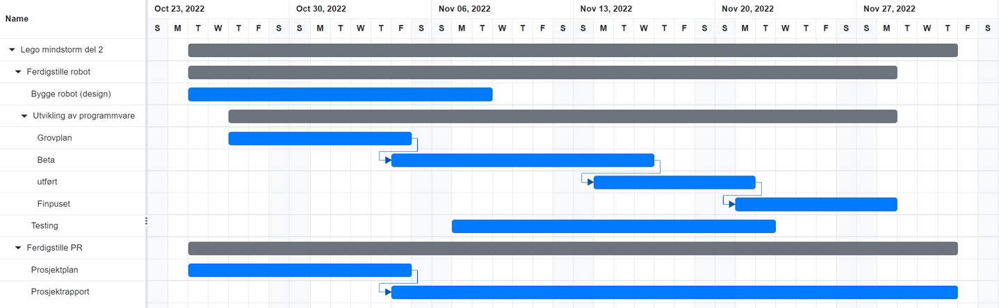 Name
Oct 23, 2022 Oct 30, 2022 Nov 06, 2022 Nov 13, 2022 Nov 20, 2022 Nov 27, 2022
S M T W T F S S M T W T F S S M T W T F S S M T W T F S S M T W T F S S M T W T F S
Lego mindstorm del 2
Ferdigstille robot
Bygge robot (design)
Utvikling av programmvare
Grovplan
Beta
utført
Finpuset
Testing
Ferdigstille PR
Prosjektplan
Prosjektrapport